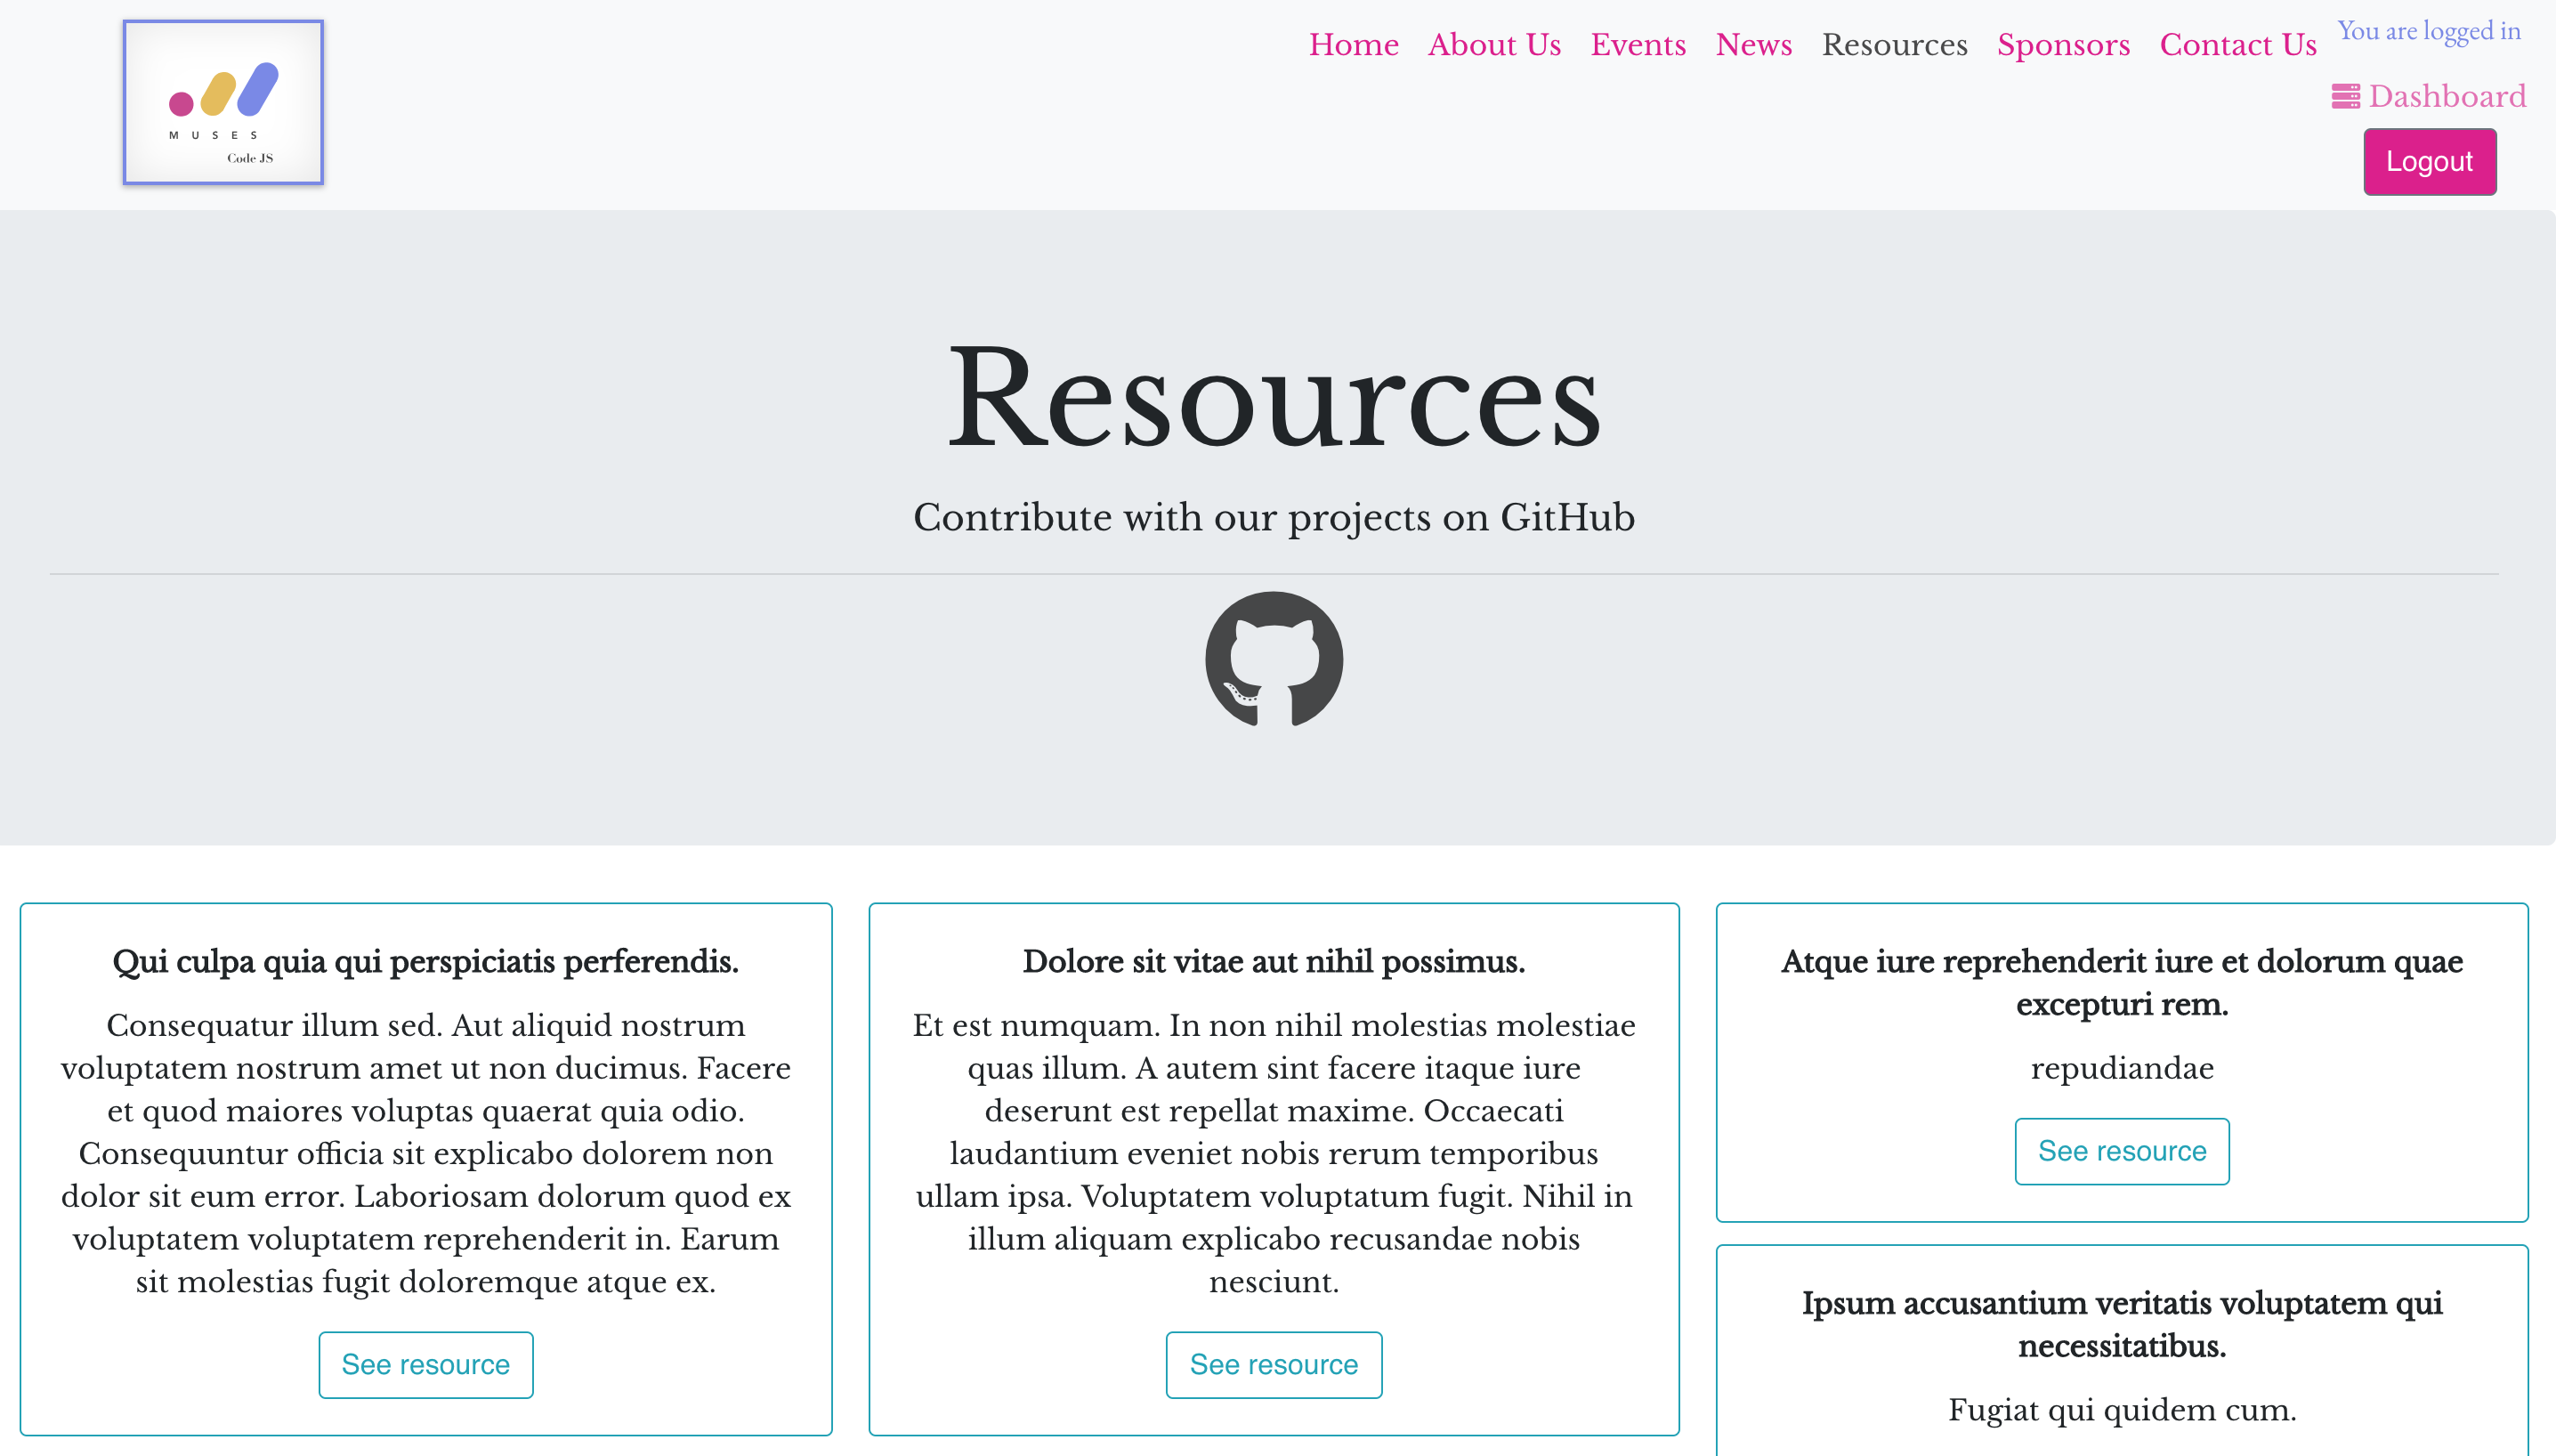 MUSES
Code JS
Home About Us Events News Resources Sponsors Contact Us
You are logged in
Dashboard
Logout
Resources
Contribute with our projects on GitHub
Qui culpa quia qui perspiciatis perferendis.
Consequatur illum sed. Aut aliquid nostrum
voluptatem nostrum amet ut non ducimus. Facere
et quod maiores voluptas quaerat quia odio.
Consequuntur officia sit explicabo dolorem non
dolor sit eum error. Laboriosam dolorum quod ex
voluptatem voluptatem reprehenderit in. Earum
sit molestias fugit doloremque atque ex.
See resource
Dolore sit vitae aut nihil possimus.
Et est numquam. In non nihil molestias molestiae
quas illum. A autem sint facere itaque iure
deserunt est repellat maxime. Occaecati
laudantium eveniet nobis rerum temporibus
ullam ipsa. Voluptatem voluptatum fugit. Nihil in
illum aliquam explicabo recusandae nobis
nesciunt.
See resource
Atque iure reprehenderit iure et dolorum quae
excepturi rem.
repudiandae
See resource
Ipsum accusantium veritatis voluptatem qui
necessitatibus.
Fugiat qui quidem cum.